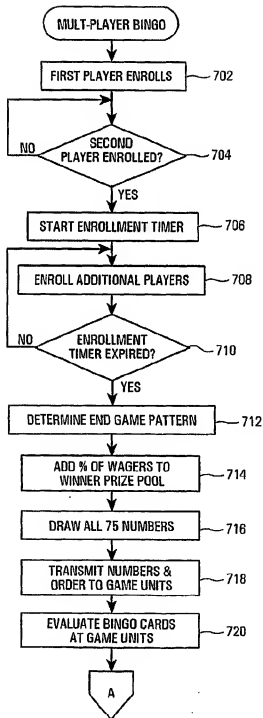 MULT-PLAYER BINGO
FIRST PLAYER ENROLLS
702
NO
SECOND
PLAYER ENROLLED?
704
YES
START ENROLLMENT TIMER
706
ENROLL ADDITIONAL PLAYERS
708
NO
ENROLLMENT
TIMER EXPIRED?
710
YES
DETERMINE END GAME PATTERN
712
ADD % OF WAGERS TO
WINNER PRIZE POOL
714
DRAW ALL 75 NUMBERS
716
TRANSMIT NUMBERS &
ORDER TO GAME UNITS
718
EVALUATE BINGO CARDS
AT GAME UNITS
720
A